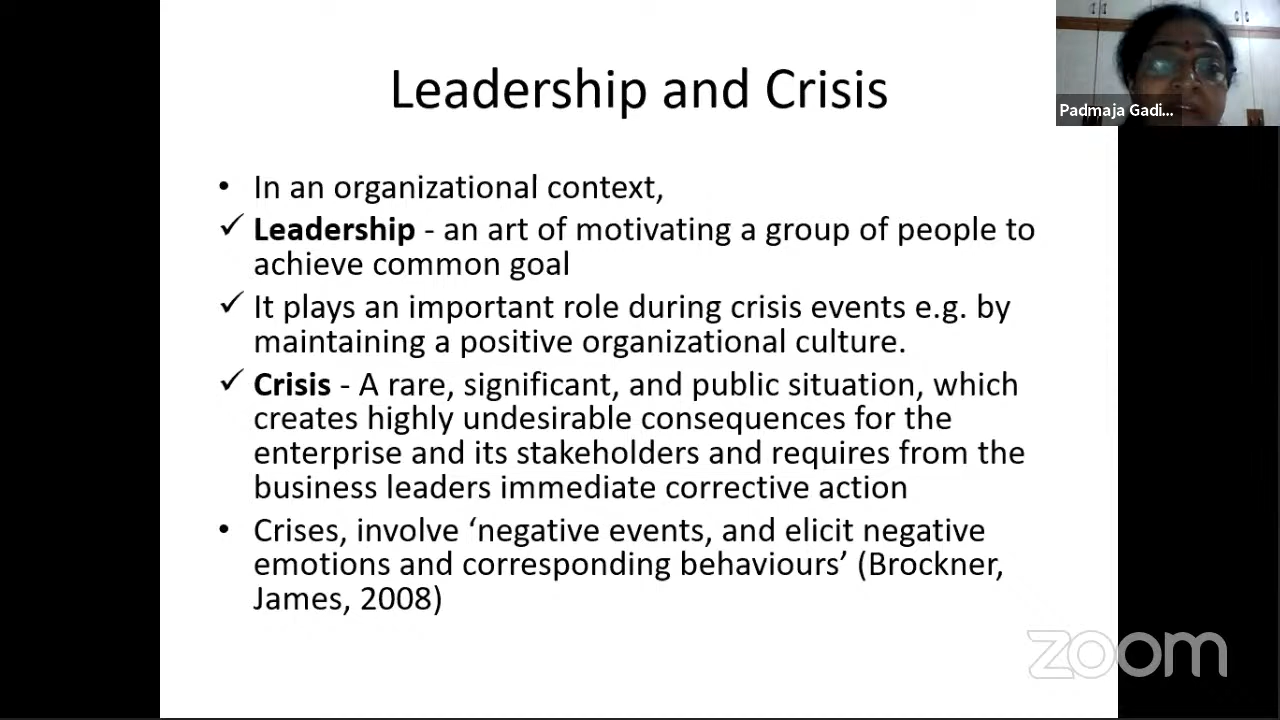 Leadership and Crisis
Padmaja Gadi...
• In an organizational context,
✓ Leadership - an art of motivating a group of people to
achieve common goal
✓ It plays an important role during crisis events e.g. by
maintaining a positive organizational culture.
✓ Crisis - A rare, significant, and public situation, which
creates highly undesirable consequences for the
enterprise and its stakeholders and requires from the
business leaders immediate corrective action
• Crises, involve ‘negative events, and elicit negative
emotions and corresponding behaviours’ (Brockner,
James, 2008)
zoom